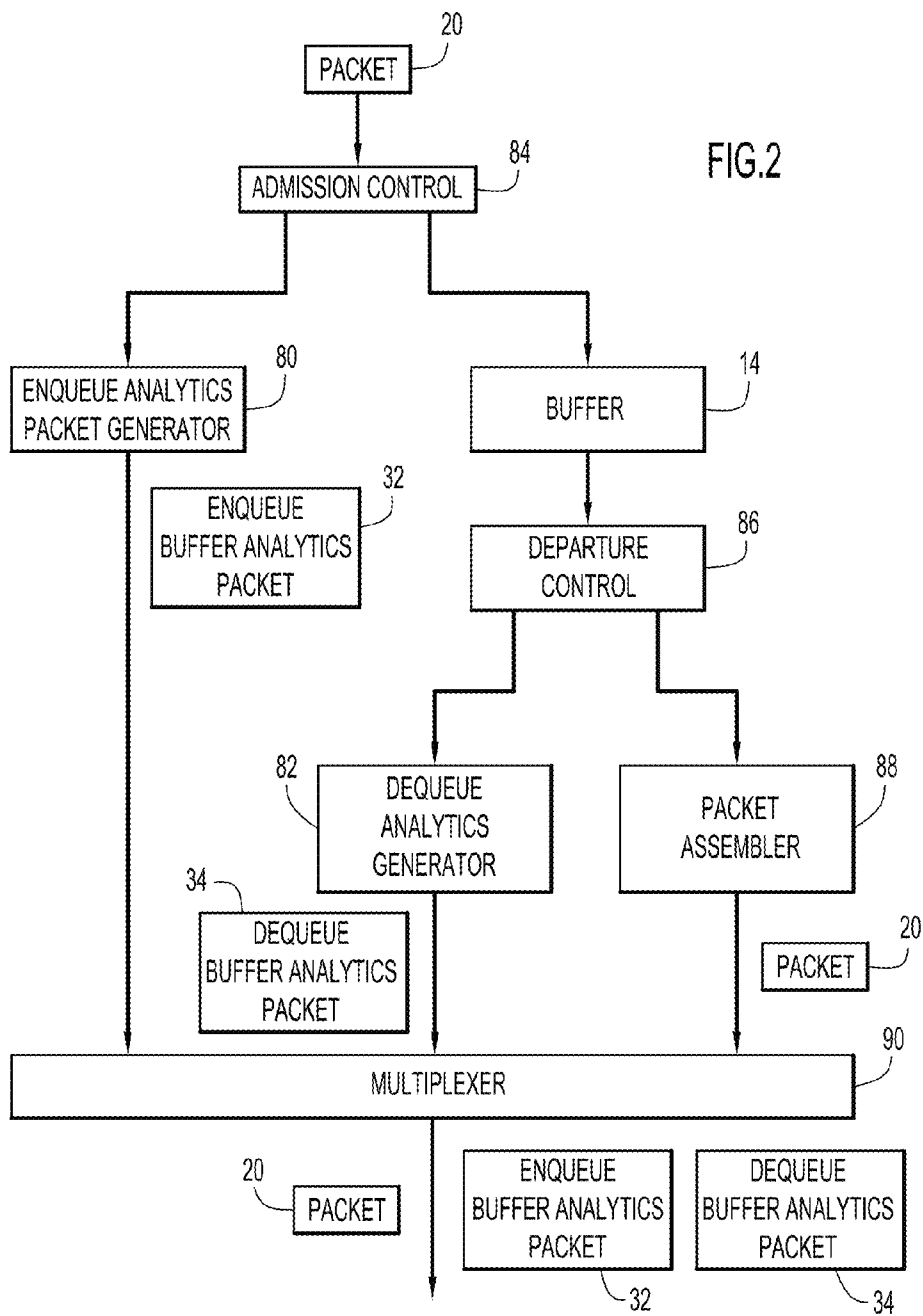 20
PACKET
FIG.2
84
ADMISSION CONTROL
80
ENQUEUE ANALYTICS
PACKET GENERATOR
14
BUFFER
32
ENQUEUE
BUFFER ANALYTICS
PACKET
86
DEPARTURE
CONTROL
82
DEQUEUE
ANALYTICS
GENERATOR
88
PACKET
ASSEMBLER
34
DEQUEUE
BUFFER ANALYTICS
PACKET
20
PACKET
90
MULTIPLEXER
20
PACKET
ENQUEUE
BUFFER ANALYTICS
PACKET
32
DEQUEUE
BUFFER ANALYTICS
PACKET
34